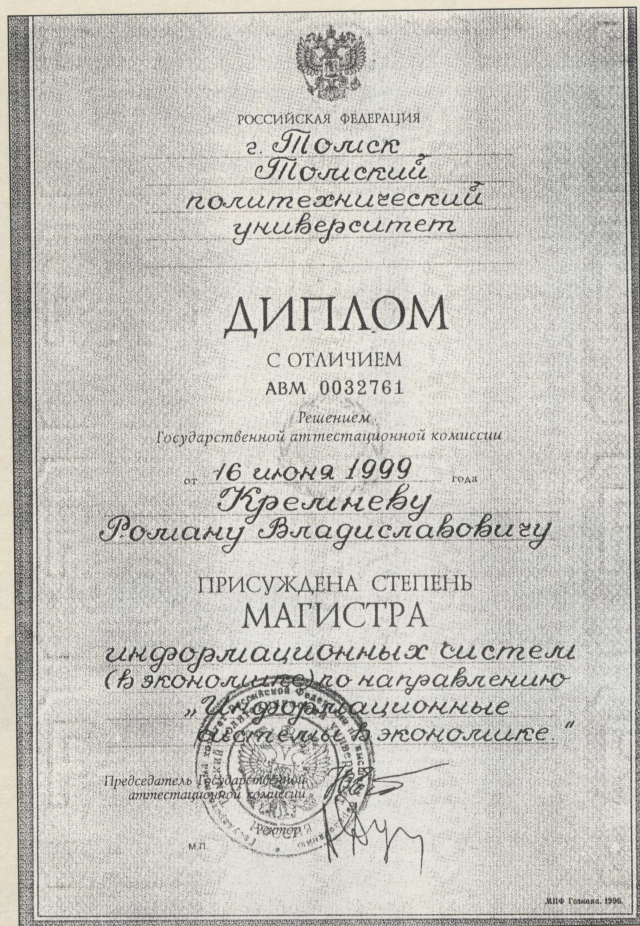 РОССИЙСКАЯ ФЕДЕРАЦИЯ
г. Томск
Томский
политехнический
университет
ДИПЛОМ
С ОТЛИЧИЕМ
АВМ 0032761
Решением
Государственной аттестационной комиссии
от 16 июня 1999 года
Кремневу
Роману Владиславовичу
ПРИСУЖДЕНА СТЕПЕНЬ
МАГИСТРА
информационных систем
(в экономике) по направлению
„Информационные
системы в экономике."
Председатель Государственной
аттестационной комиссии
Ректор
М.П.
МПФ Гознака. 1996.